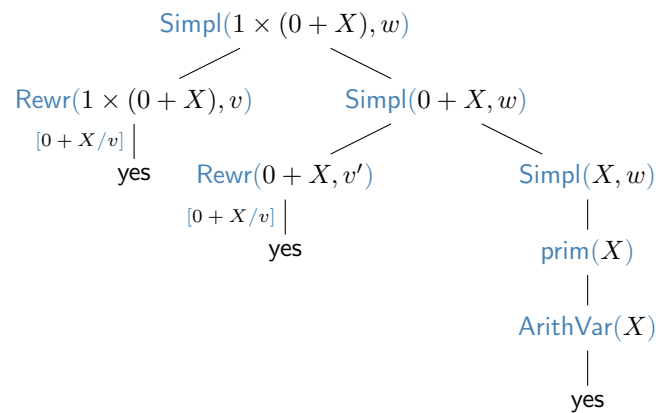 Simpl(1 × (0 + X), w)
Rewr(1 × (0 + X), v) Simpl(0 + X, w)
[0 + X/v]
yes Rewr(0 + X, v′) Simpl(X, w)
[0 + X/v]
yes prim(X)
ArithVar(X)
yes